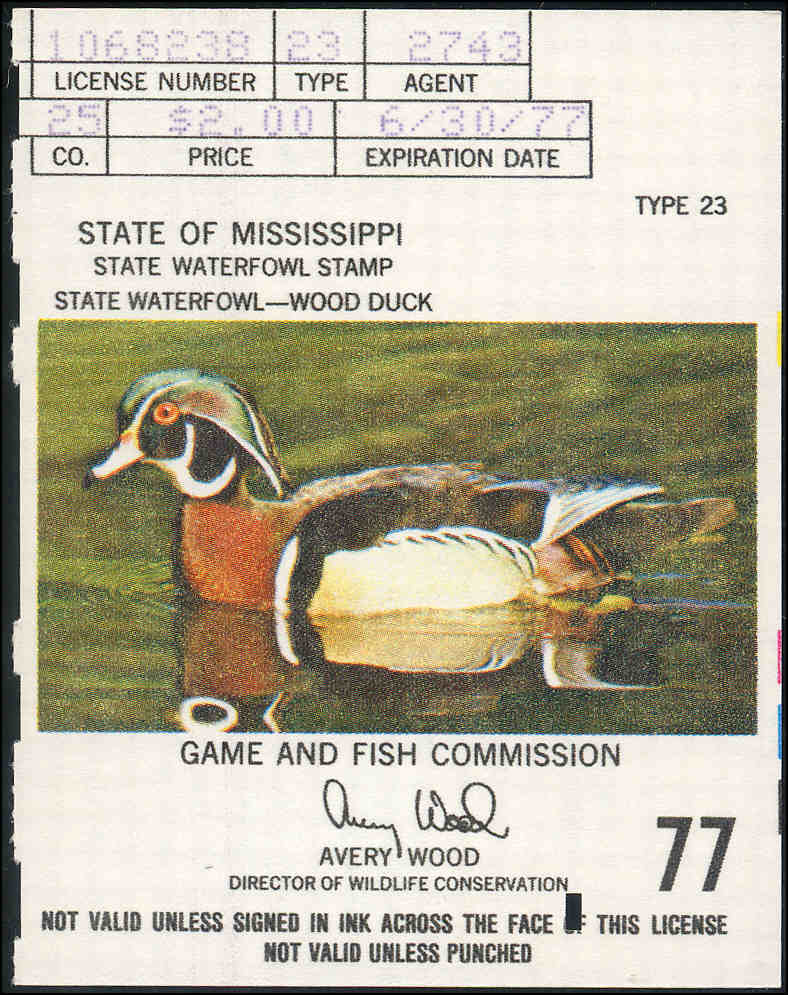 1068238 23 2743
LICENSE NUMBER TYPE AGENT
25 $2.00 6/30/77
CO. PRICE EXPIRATION DATE
TYPE 23
STATE OF MISSISSIPPI
STATE WATERFOWL STAMP
STATE WATERFOWL—WOOD DUCK
GAME AND FISH COMMISSION
Avery Wood
AVERY WOOD
77
DIRECTOR OF WILDLIFE CONSERVATION
NOT VALID UNLESS SIGNED IN INK ACROSS THE FACE OF THIS LICENSE
NOT VALID UNLESS PUNCHED